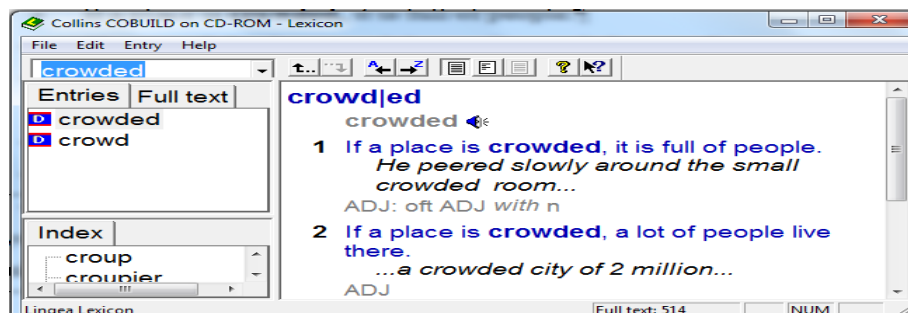 Collins COBUILD on CD-ROM - Lexicon
File Edit Entry Help
crowded
Entries Full text
crowded
crowd
Index
croup
croupier
crowd|ed
crowded
1 If a place is crowded, it is full of people.
He peered slowly around the small
crowded room...
ADJ: oft ADJ with n
2 If a place is crowded, a lot of people live
there.
...a crowded city of 2 million...
ADJ
Lingea Lexicon Full text: 514 NUM